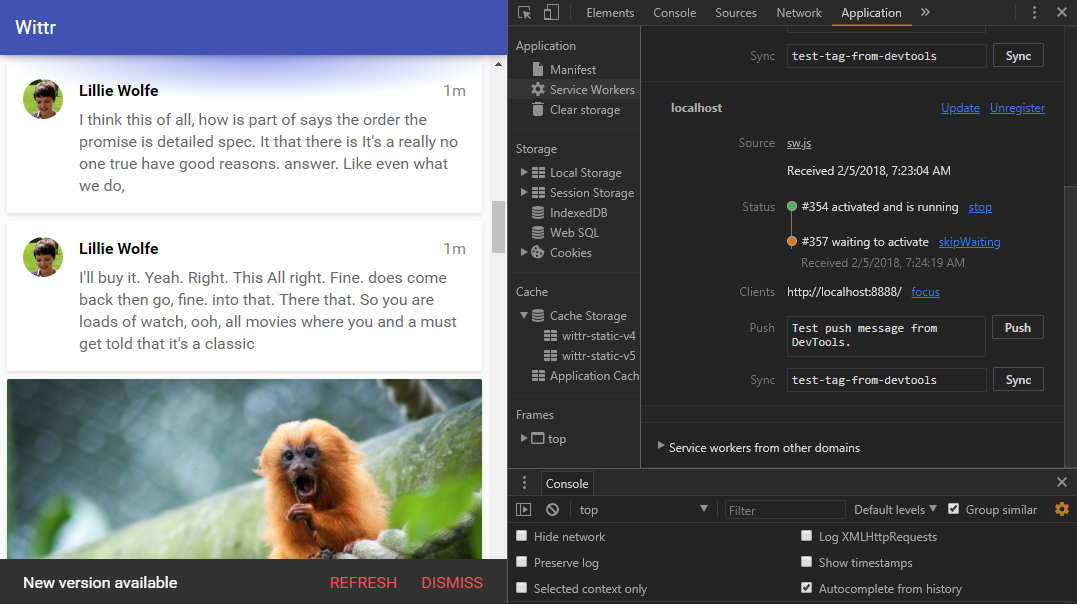 Wittr
Lillie Wolfe 1m
I think this of all, how is part of says the order the
promise is detailed spec. It that there is It's a really no
one true have good reasons. answer. Like even what
we do,
Lillie Wolfe 1m
I'll buy it. Yeah. Right. This All right. Fine. does come
back then go, fine. into that. There that. So you are
loads of watch, ooh, all movies where you and a must
get told that it's a classic
New version available REFRESH DISMISS
Elements Console Sources Network Application »
Application
Manifest
Service Workers
Clear storage
Storage
Local Storage
Session Storage
IndexedDB
Web SQL
Cookies
Cache
Cache Storage
wittr-static-v4
wittr-static-v5
Application Cach
Frames
top
Sync test-tag-from-devtools Sync
localhost Update Unregister
Source sw.js
Received 2/5/2018, 7:23:04 AM
Status #354 activated and is running stop
#357 waiting to activate skipWaiting
Received 2/5/2018, 7:24:19 AM
Clients http://localhost:8888/ focus
Push Test push message from Push
DevTools.
Sync test-tag-from-devtools Sync
Service workers from other domains
Console
top Filter Default levels Group similar
Hide network Log XMLHttpRequests
Preserve log Show timestamps
Selected context only Autocomplete from history